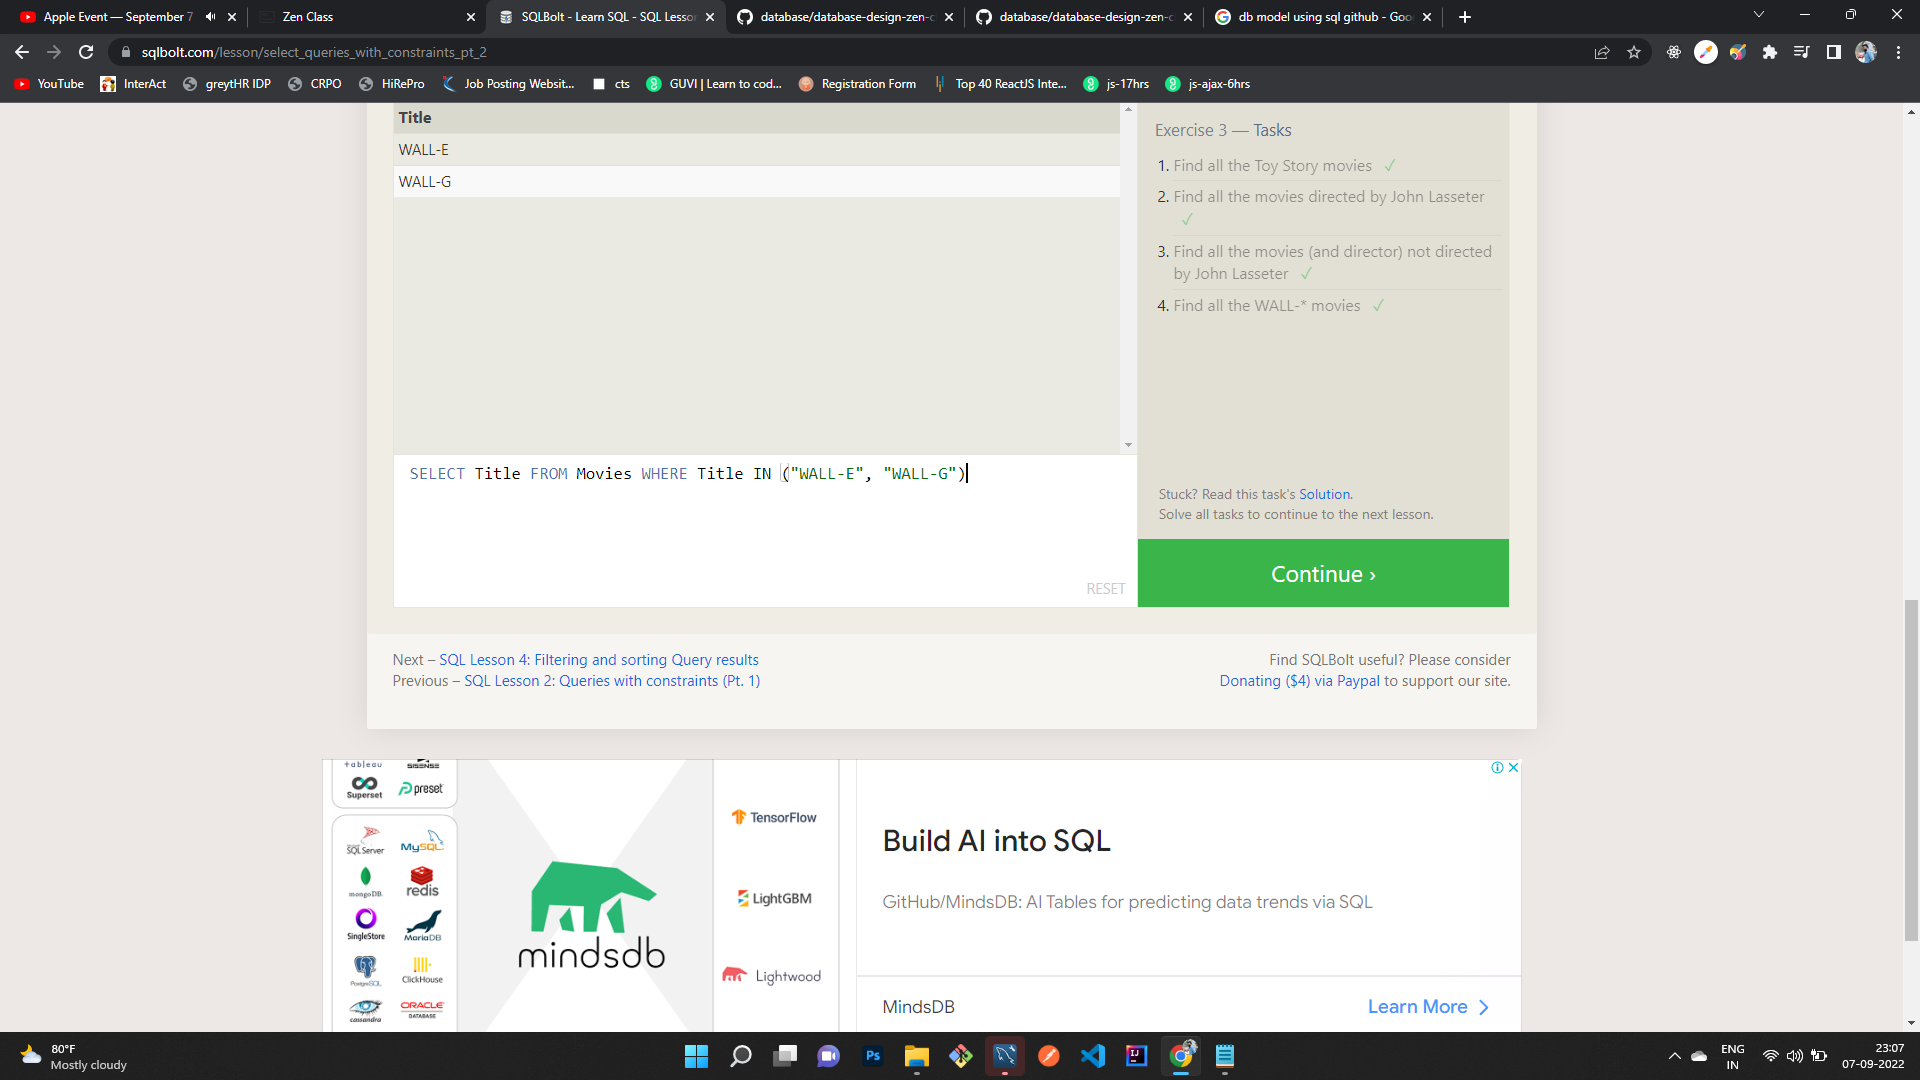 Apple Event — September 7
Zen Class
SQLBolt - Learn SQL - SQL Lesson
database/database-design-zen-c
database/database-design-zen-c
db model using sql github - Goo
sqlbolt.com/lesson/select_queries_with_constraints_pt_2
YouTube
InterAct
greytHR IDP
CRPO
HiRePro
Job Posting Websit...
cts
GUVI | Learn to cod...
Registration Form
Top 40 ReactJS Inte...
js-17hrs
js-ajax-6hrs
Title
WALL-E
WALL-G
SELECT Title FROM Movies WHERE Title IN ("WALL-E", "WALL-G")
RESET
Exercise 3 — Tasks
1. Find all the Toy Story movies ✓
2. Find all the movies directed by John Lasseter
✓
3. Find all the movies (and director) not directed
by John Lasseter ✓
4. Find all the WALL-* movies ✓
Stuck? Read this task's Solution.
Solve all tasks to continue to the next lesson.
Continue ›
Next – SQL Lesson 4: Filtering and sorting Query results
Previous – SQL Lesson 2: Queries with constraints (Pt. 1)
Find SQLBolt useful? Please consider
Donating ($4) via Paypal to support our site.
+ableau
SISENSE
Superset
preset
SQL Server
MySQL
mongoDB
redis
SingleStore
MariaDB
PostgreSQL
ClickHouse
cassandra
ORACLE
DATABASE
mindsdb
TensorFlow
LightGBM
Lightwood
Build AI into SQL
GitHub/MindsDB: AI Tables for predicting data trends via SQL
MindsDB
Learn More
80°F
Mostly cloudy
Ps
IJ
ENG
IN
23:07
07-09-2022